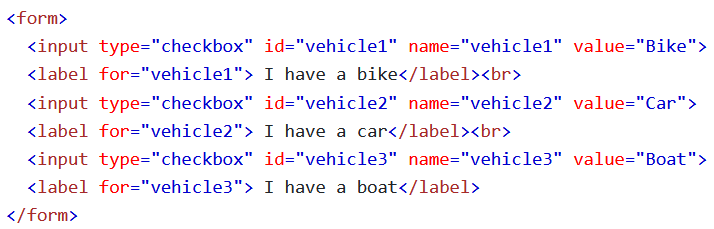 <form>
<input type="checkbox" id="vehicle1" name="vehicle1" value="Bike">
<label for="vehicle1"> I have a bike</label><br>
<input type="checkbox" id="vehicle2" name="vehicle2" value="Car">
<label for="vehicle2"> I have a car</label><br>
<input type="checkbox" id="vehicle3" name="vehicle3" value="Boat">
<label for="vehicle3"> I have a boat</label>
</form>